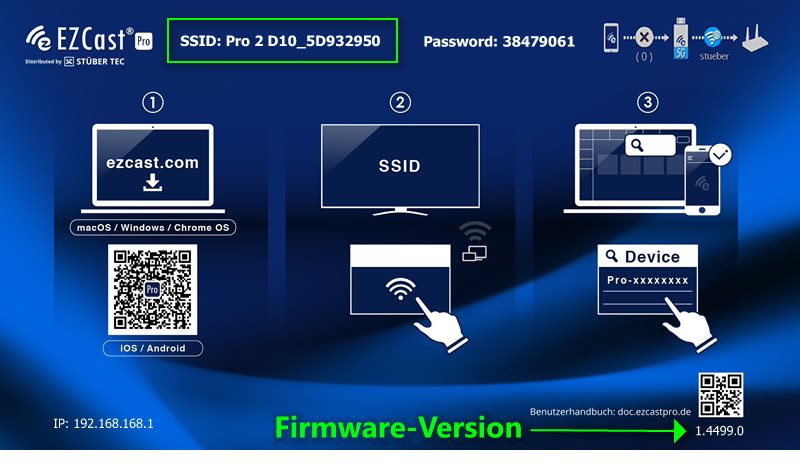 EZCast® Pro
Distributed by STÜBER TEC
SSID: Pro 2 D10_5D932950
Password: 38479061
( 0 )
5G
stueber
1
2
3
ezcast.com
SSID
macOS / Windows / Chrome OS
Pro
Device
Pro-xxxxxxxx
iOS / Android
Benutzerhandbuch: doc.ezcastpro.de
IP: 192.168.168.1
Firmware-Version
1.4499.0